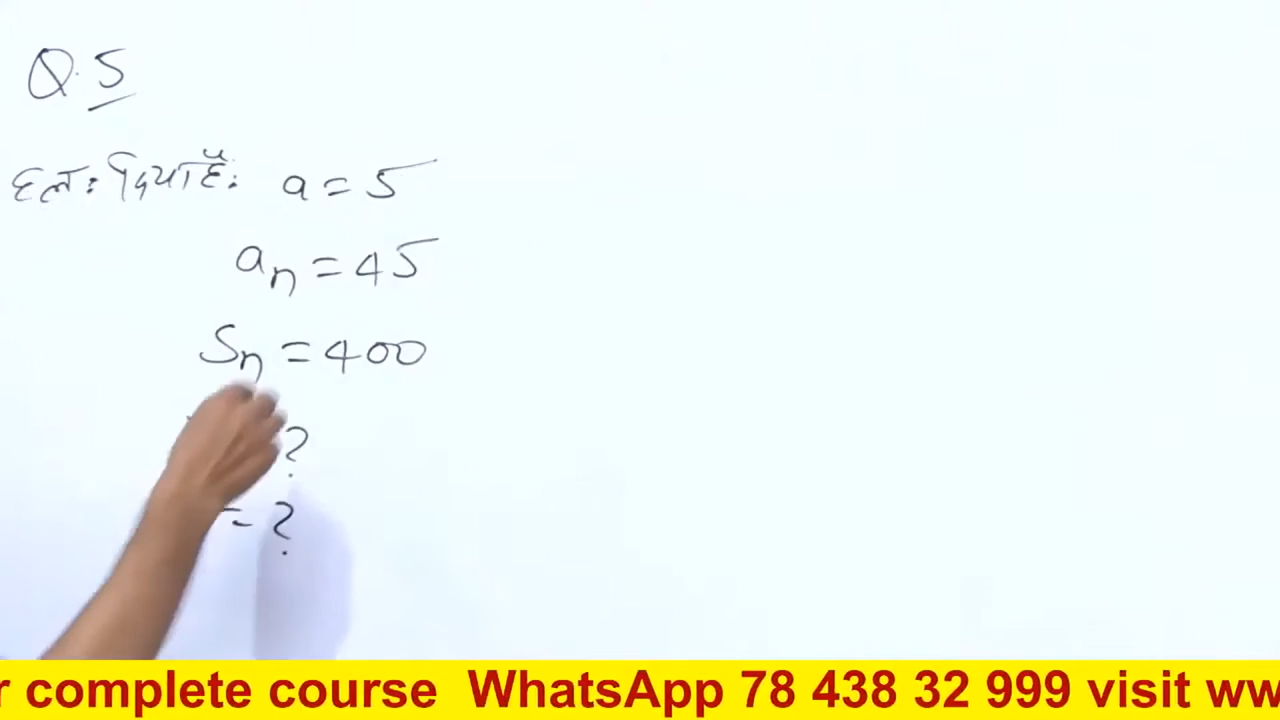 Q.5
हल: दिया है: a = 5
aₙ = 45
Sₙ = 400
?
= ?
r complete course WhatsApp 78 438 32 999 visit ww